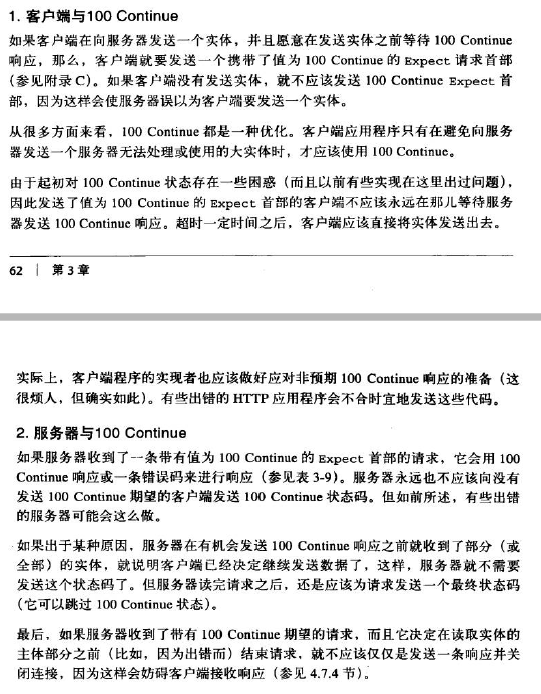 1. 客户端与100 Continue
如果客户端在向服务器发送一个实体，并且愿意在发送实体之前等待 100 Continue
响应，那么，客户端就要发送一个携带了值为 100 Continue 的 Expect 请求首部
（参见附录 C）。如果客户端没有发送实体，就不应该发送 100 Continue Expect 首
部，因为这样会使服务器误以为客户端要发送一个实体。
从很多方面来看，100 Continue 都是一种优化。客户端应用程序只有在避免向服务
器发送一个服务器无法处理或使用的大实体时，才应该使用 100 Continue。
由于起初对 100 Continue 状态存在一些困惑（而且以前有些实现在这里出过问题），
因此发送了值为 100 Continue 的 Expect 首部的客户端不应该永远在那儿等待服务
器发送 100 Continue 响应。超时一定时间之后，客户端应该直接将实体发送出去。
62 | 第 3 章
实际上，客户端程序的实现者也应该做好应对非预期 100 Continue 响应的准备（这
很烦人，但确实如此）。有些出错的 HTTP 应用程序会不合时宜地发送这些代码。
2. 服务器与100 Continue
如果服务器收到了一条带有值为 100 Continue 的 Expect 首部的请求，它会用 100
Continue 响应或一条错误码来进行响应（参见表 3-9）。服务器永远也不应该向没有
发送 100 Continue 期望的客户端发送 100 Continue 状态码。但如前所述，有些出错
的服务器可能会这么做。
如果出于某种原因，服务器在有机会发送 100 Continue 响应之前就收到了部分（或
全部）的实体，就说明客户端已经决定继续发送数据了，这样，服务器就不需要
发送这个状态码了。但服务器读完请求之后，还是应该为请求发送一个最终状态码
（它可以跳过 100 Continue 状态）。
最后，如果服务器收到了带有 100 Continue 期望的请求，而且它决定在读取实体的
主体部分之前（比如，因为出错而）结束请求，就不应该仅仅是发送一条响应并关
闭连接，因为这样会妨碍客户端接收响应（参见 4.7.4 节）。